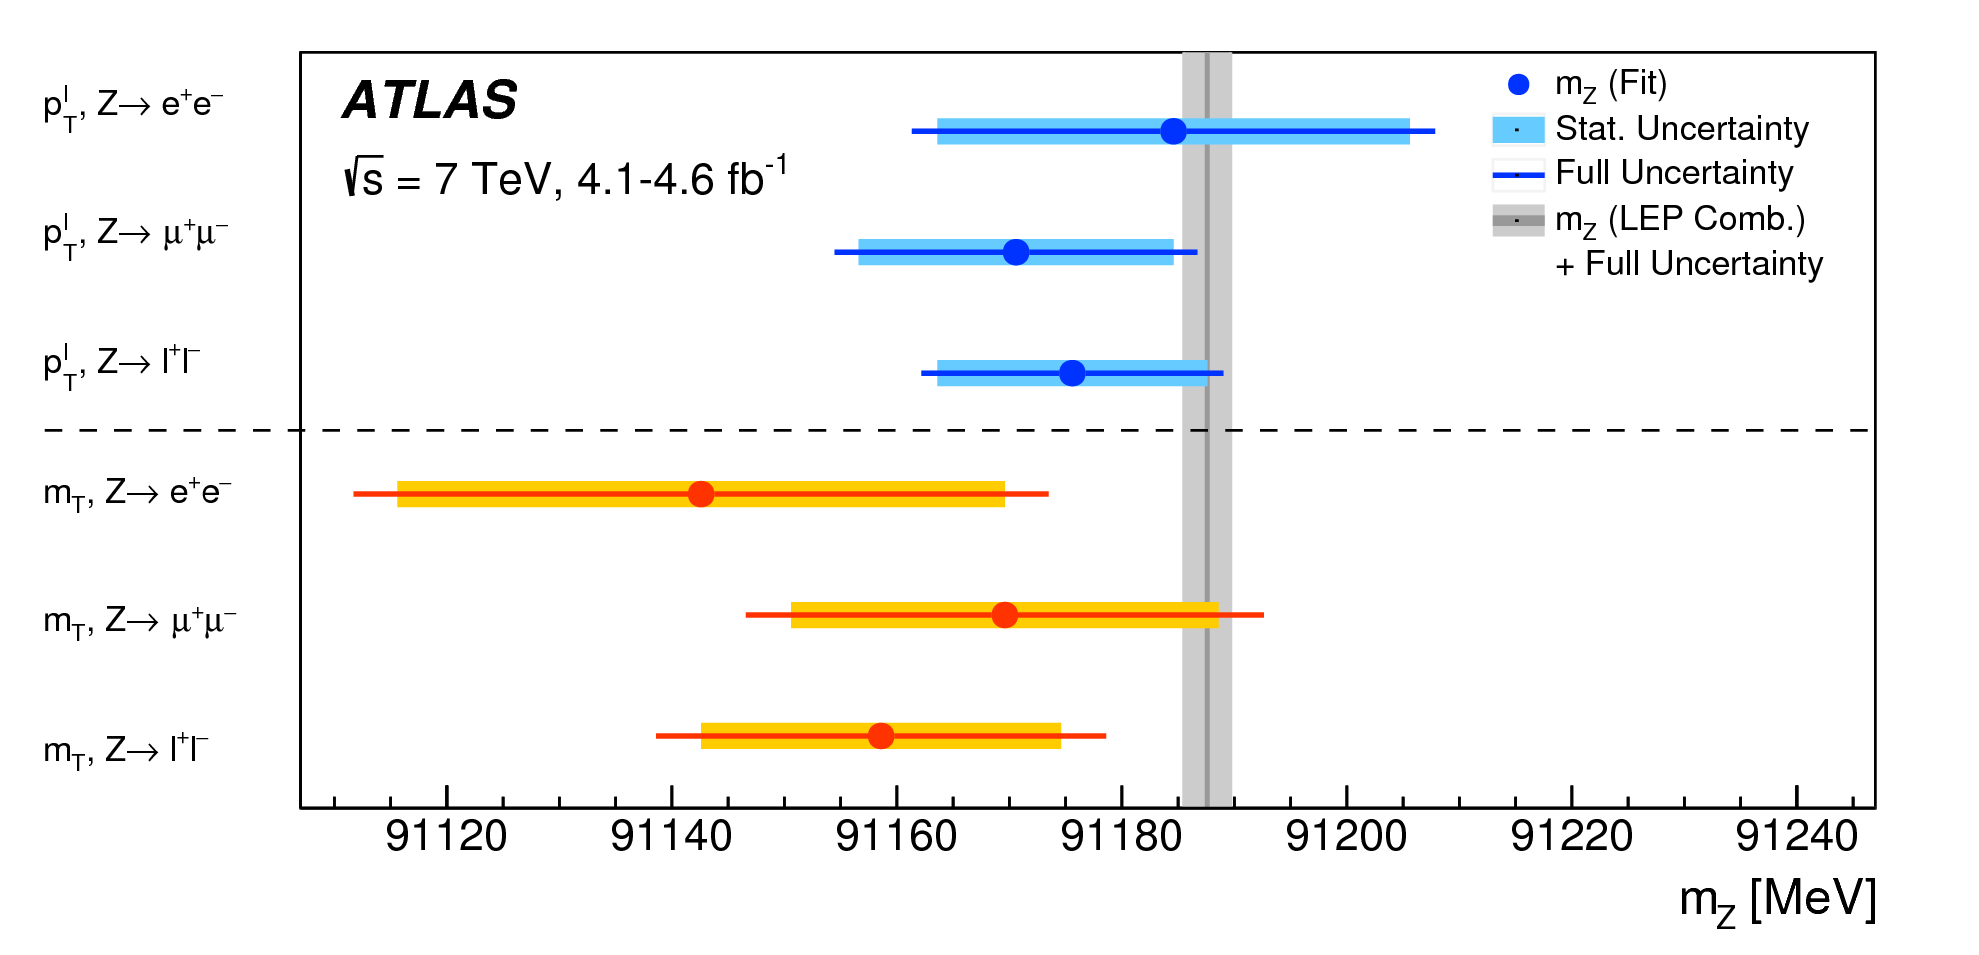 ATLAS
√s = 7 TeV, 4.1-4.6 fb⁻¹
m_Z (Fit)
Stat. Uncertainty
Full Uncertainty
m_Z (LEP Comb.)
+ Full Uncertainty
p_T^l, Z→ e⁺e⁻
p_T^l, Z→ μ⁺μ⁻
p_T^l, Z→ l⁺l⁻
m_T, Z→ e⁺e⁻
m_T, Z→ μ⁺μ⁻
m_T, Z→ l⁺l⁻
91120 91140 91160 91180 91200 91220 91240
m_Z [MeV]